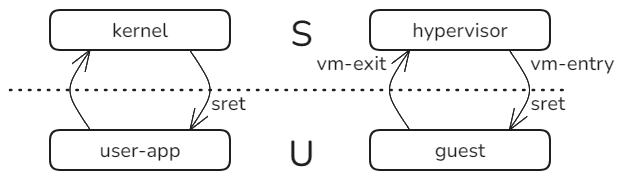 kernel
S
hypervisor
vm-exit
vm-entry
sret
sret
user-app
U
guest